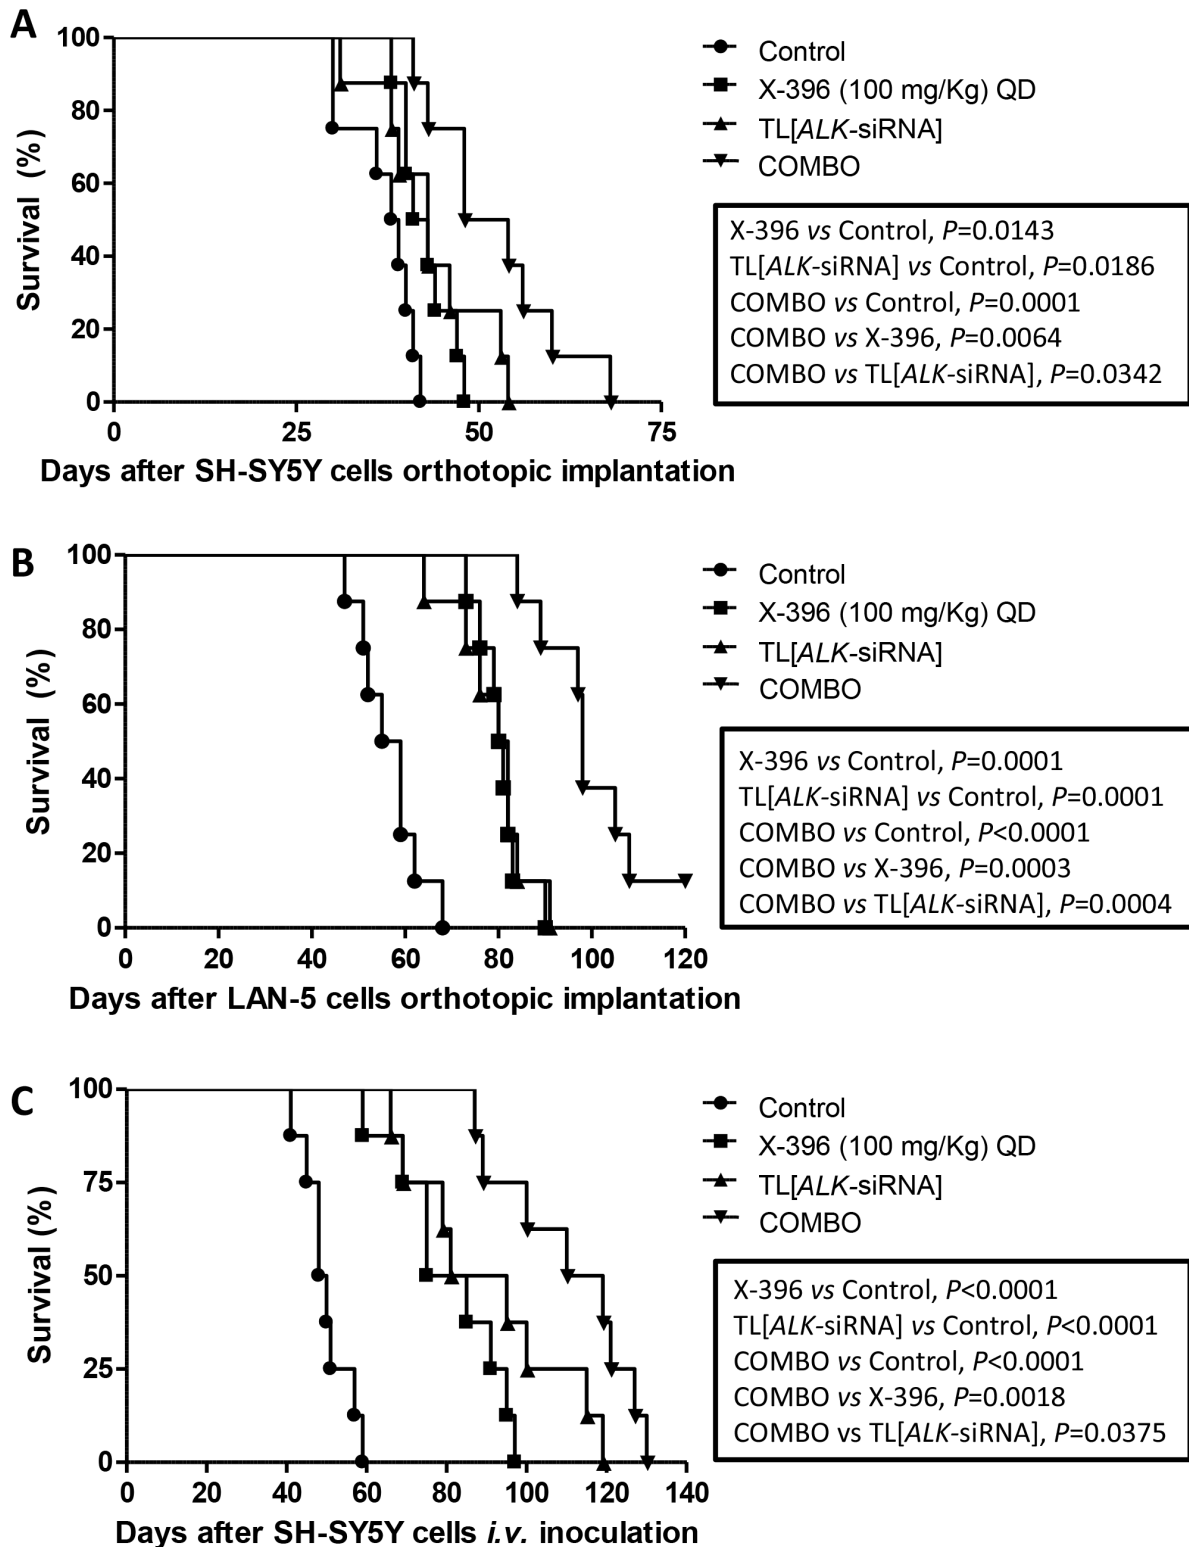 A
100
80
60
40
20
0
Survival (%)
0 25 50 75
Days after SH-SY5Y cells orthotopic implantation
Control
X-396 (100 mg/Kg) QD
TL[ALK-siRNA]
COMBO
X-396 vs Control, P=0.0143
TL[ALK-siRNA] vs Control, P=0.0186
COMBO vs Control, P=0.0001
COMBO vs X-396, P=0.0064
COMBO vs TL[ALK-siRNA], P=0.0342
B
100
80
60
40
20
0
Survival (%)
0 20 40 60 80 100 120
Days after LAN-5 cells orthotopic implantation
Control
X-396 (100 mg/Kg) QD
TL[ALK-siRNA]
COMBO
X-396 vs Control, P=0.0001
TL[ALK-siRNA] vs Control, P=0.0001
COMBO vs Control, P<0.0001
COMBO vs X-396, P=0.0003
COMBO vs TL[ALK-siRNA], P=0.0004
C
100
75
50
25
0
Survival (%)
0 20 40 60 80 100 120 140
Days after SH-SY5Y cells i.v. inoculation
Control
X-396 (100 mg/Kg) QD
TL[ALK-siRNA]
COMBO
X-396 vs Control, P<0.0001
TL[ALK-siRNA] vs Control, P<0.0001
COMBO vs Control, P<0.0001
COMBO vs X-396, P=0.0018
COMBO vs TL[ALK-siRNA], P=0.0375